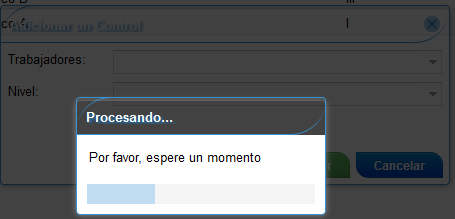 Adicionar un Control
Trabajadores:
Nivel:
Procesando...
Por favor, espere un momento
Cancelar